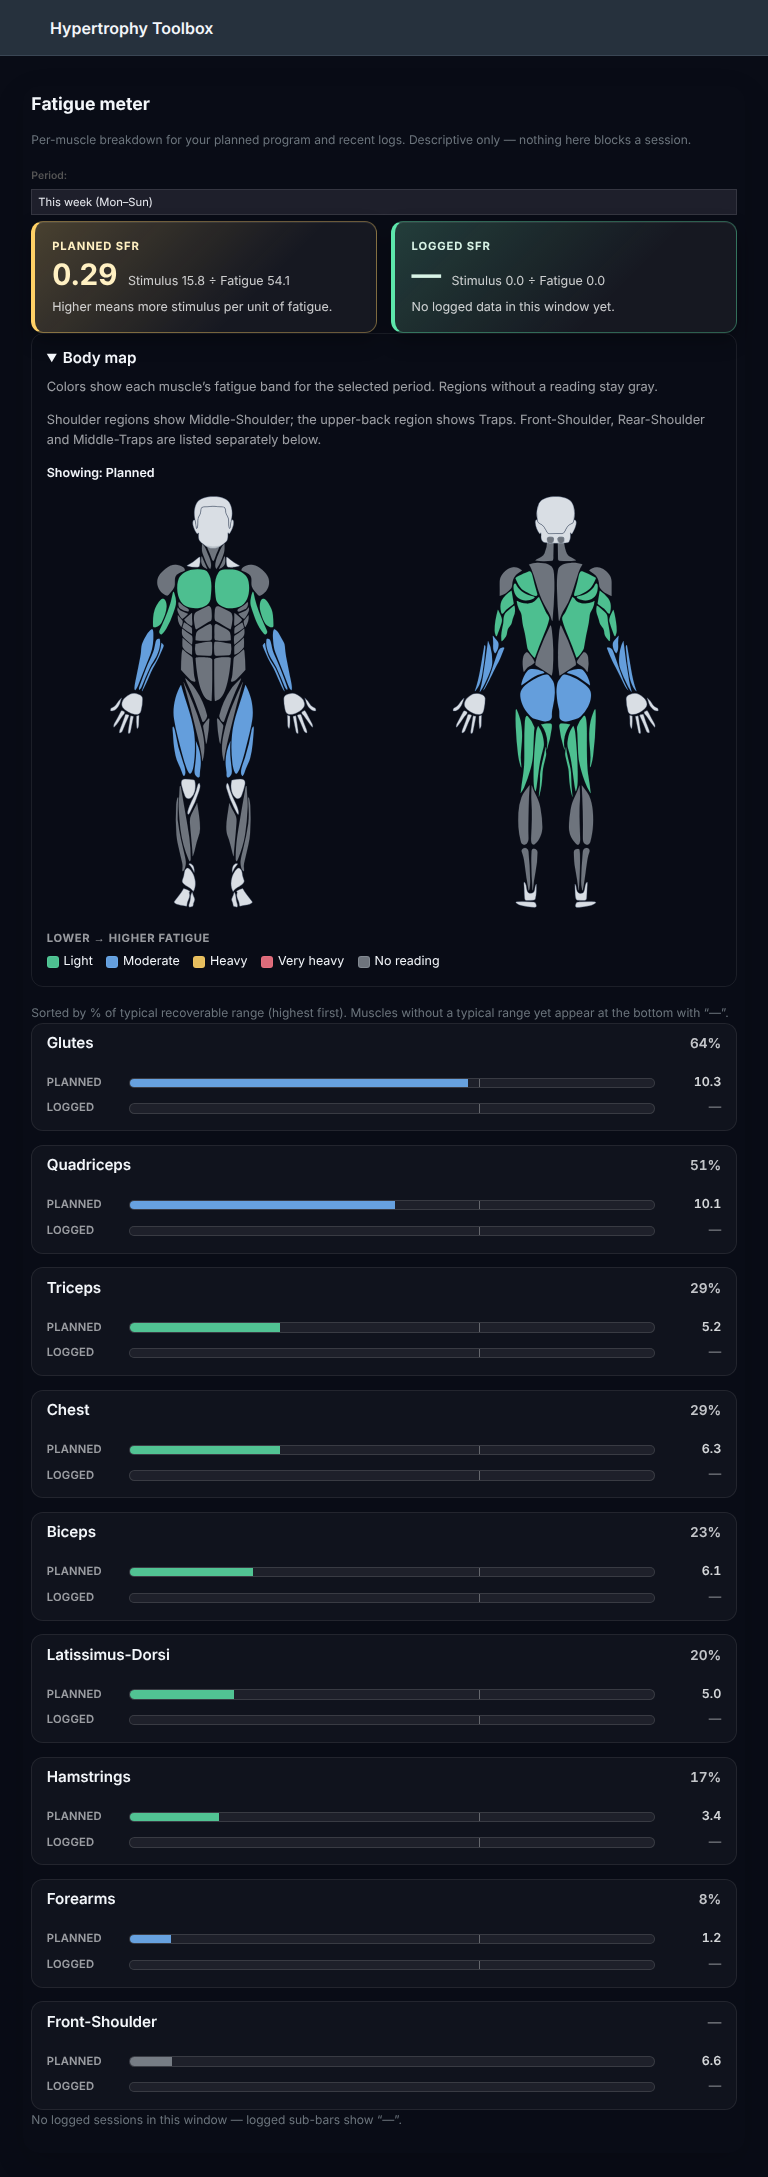 Hypertrophy Toolbox
Fatigue meter
Per-muscle breakdown for your planned program and recent logs. Descriptive only — nothing here blocks a session.
Period:
This week (Mon–Sun)
PLANNED SFR
0.29 Stimulus 15.8 ÷ Fatigue 54.1
Higher means more stimulus per unit of fatigue.
LOGGED SFR
— Stimulus 0.0 ÷ Fatigue 0.0
No logged data in this window yet.
▼ Body map
Colors show each muscle’s fatigue band for the selected period. Regions without a reading stay gray.
Shoulder regions show Middle-Shoulder; the upper-back region shows Traps. Front-Shoulder, Rear-Shoulder
and Middle-Traps are listed separately below.
Showing: Planned
LOWER → HIGHER FATIGUE
Light Moderate Heavy Very heavy No reading
Sorted by % of typical recoverable range (highest first). Muscles without a typical range yet appear at the bottom with “—”.
Glutes 64%
PLANNED 10.3
LOGGED —
Quadriceps 51%
PLANNED 10.1
LOGGED —
Triceps 29%
PLANNED 5.2
LOGGED —
Chest 29%
PLANNED 6.3
LOGGED —
Biceps 23%
PLANNED 6.1
LOGGED —
Latissimus-Dorsi 20%
PLANNED 5.0
LOGGED —
Hamstrings 17%
PLANNED 3.4
LOGGED —
Forearms 8%
PLANNED 1.2
LOGGED —
Front-Shoulder —
PLANNED 6.6
LOGGED —
No logged sessions in this window — logged sub-bars show “—”.